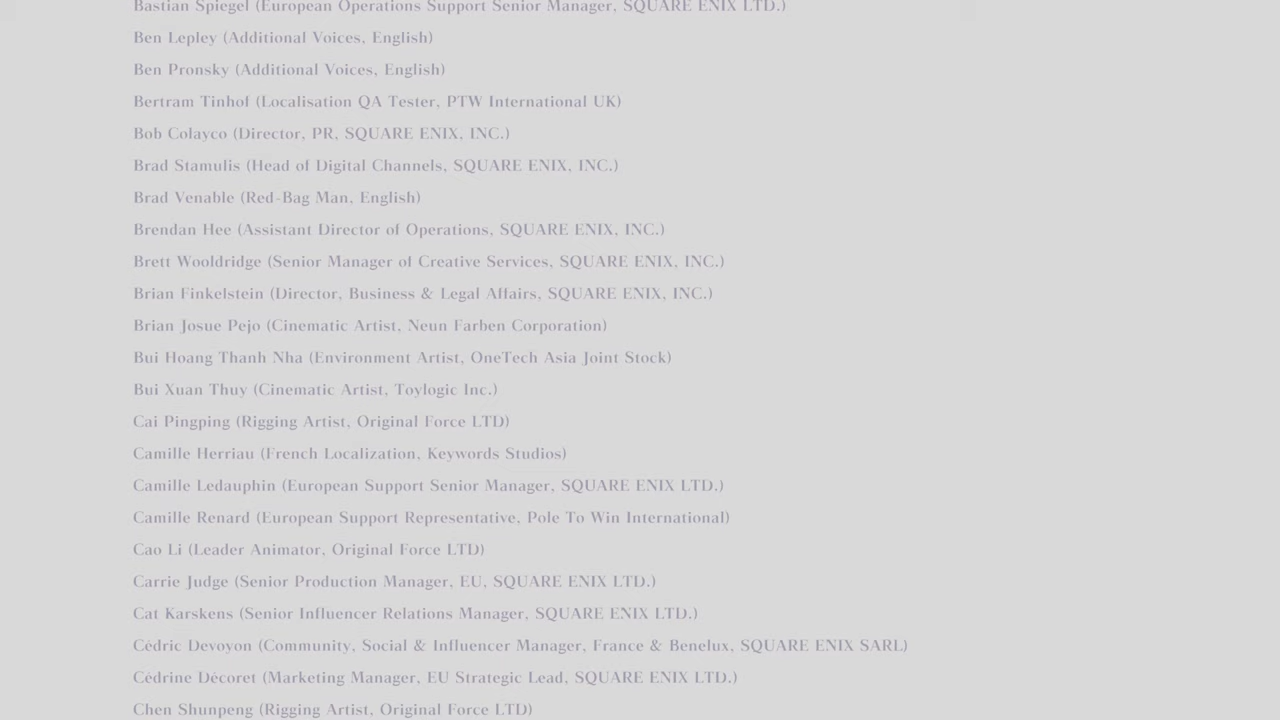 Bastian Spiegel (European Operations Support Senior Manager, SQUARE ENIX LTD.)
Ben Lepley (Additional Voices, English)
Ben Pronsky (Additional Voices, English)
Bertram Tinhof (Localisation QA Tester, PTW International UK)
Bob Colayco (Director, PR, SQUARE ENIX, INC.)
Brad Stamulis (Head of Digital Channels, SQUARE ENIX, INC.)
Brad Venable (Red-Bag Man, English)
Brendan Hee (Assistant Director of Operations, SQUARE ENIX, INC.)
Brett Wooldridge (Senior Manager of Creative Services, SQUARE ENIX, INC.)
Brian Finkelstein (Director, Business & Legal Affairs, SQUARE ENIX, INC.)
Brian Josue Pejo (Cinematic Artist, Neun Farben Corporation)
Bui Hoang Thanh Nha (Environment Artist, OneTech Asia Joint Stock)
Bui Xuan Thuy (Cinematic Artist, Toylogic Inc.)
Cai Pingping (Rigging Artist, Original Force LTD)
Camille Herriau (French Localization, Keywords Studios)
Camille Ledauphin (European Support Senior Manager, SQUARE ENIX LTD.)
Camille Renard (European Support Representative, Pole To Win International)
Cao Li (Leader Animator, Original Force LTD)
Carrie Judge (Senior Production Manager, EU, SQUARE ENIX LTD.)
Cat Karskens (Senior Influencer Relations Manager, SQUARE ENIX LTD.)
Cédric Devoyon (Community, Social & Influencer Manager, France & Benelux, SQUARE ENIX SARL)
Cédrine Décoret (Marketing Manager, EU Strategic Lead, SQUARE ENIX LTD.)
Chen Shunpeng (Rigging Artist, Original Force LTD)